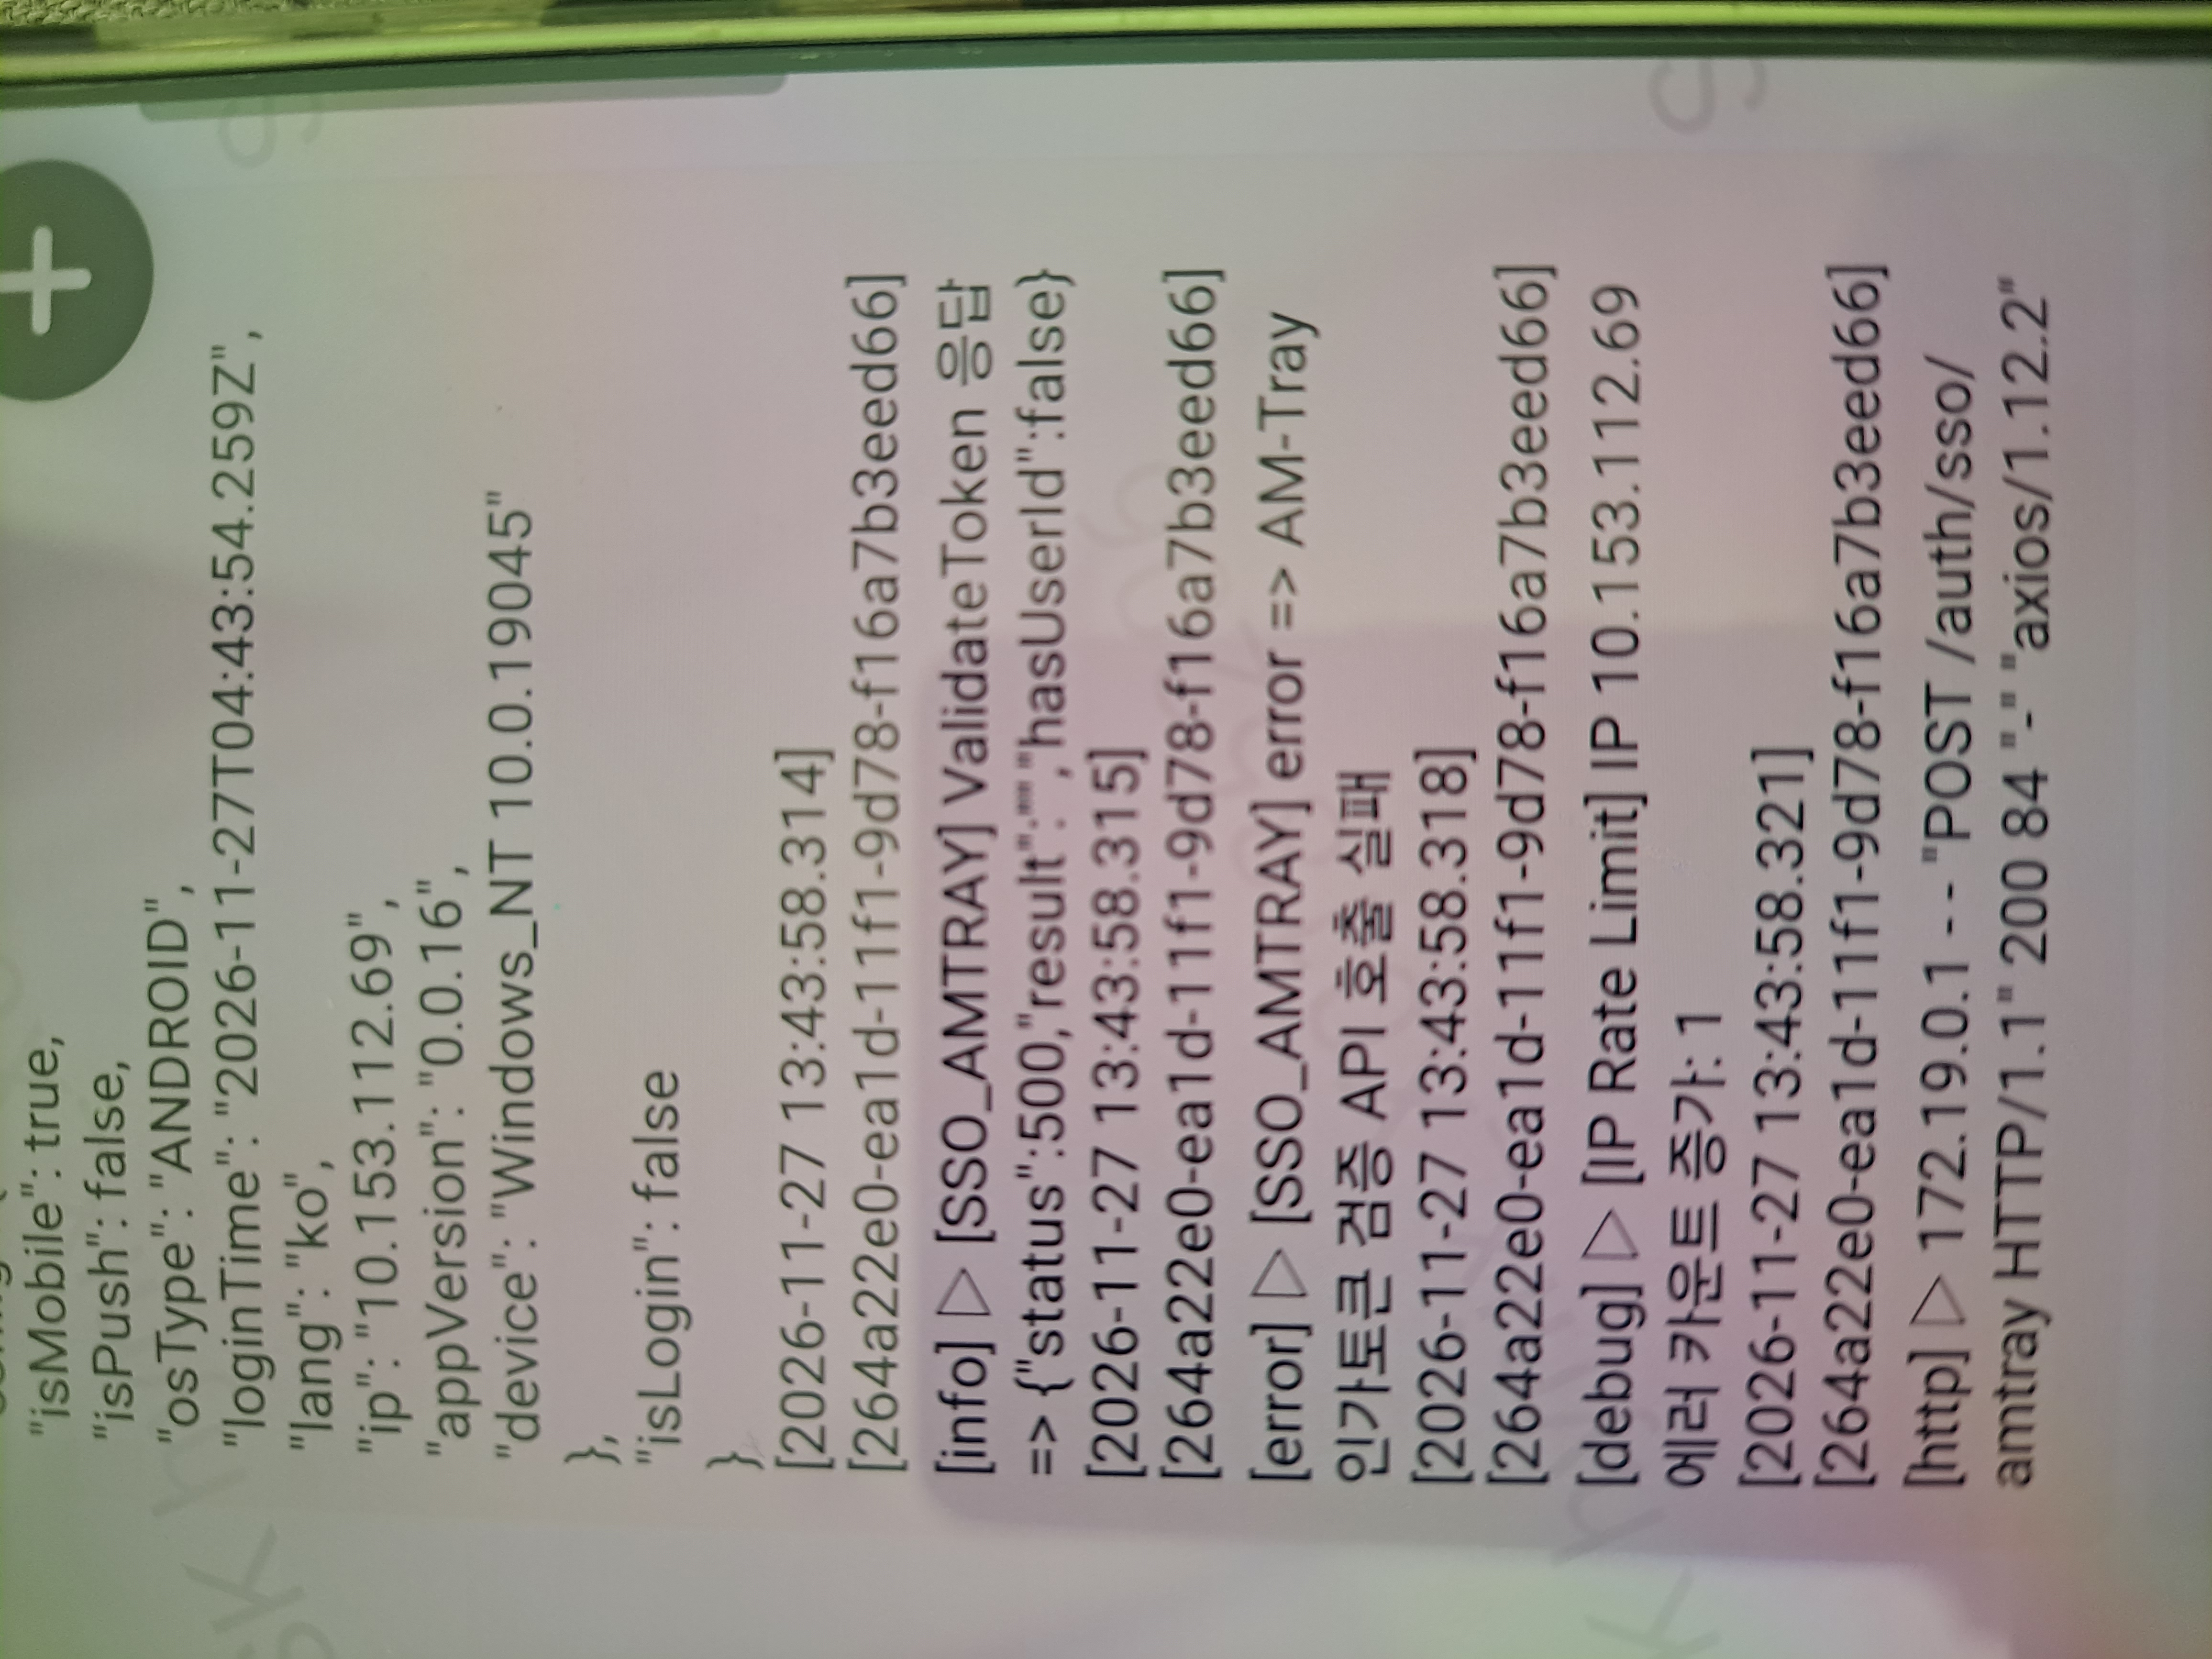 "isMobile": true,
"isPush": false,
"osType": "ANDROID",
"loginTime": "2026-11-27T04:43:54.259Z",
"lang": "ko",
"ip": "10.153.112.69",
"appVersion": "0.0.16",
"device": "Windows_NT 10.0.19045"
},
"isLogin": false
}
[2026-11-27 13:43:58.314]
[264a22e0-ea1d-11f1-9d78-f16a7b3eed66]
[info] ▷ [SSO_AMTRAY] ValidateToken 응답
=> {"status":500,"result":"","hasUserId":false}
[2026-11-27 13:43:58.315]
[264a22e0-ea1d-11f1-9d78-f16a7b3eed66]
[error] ▷ [SSO_AMTRAY] error => AM-Tray
인가토큰 검증 API 호출 실패
[2026-11-27 13:43:58.318]
[264a22e0-ea1d-11f1-9d78-f16a7b3eed66]
[debug] ▷ [IP Rate Limit] IP 10.153.112.69
에러 카운트 증가: 1
[2026-11-27 13:43:58.321]
[264a22e0-ea1d-11f1-9d78-f16a7b3eed66]
[http] ▷ 172.19.0.1 - - "POST /auth/sso/
amtray HTTP/1.1" 200 84 "-" "axios/1.12.2"